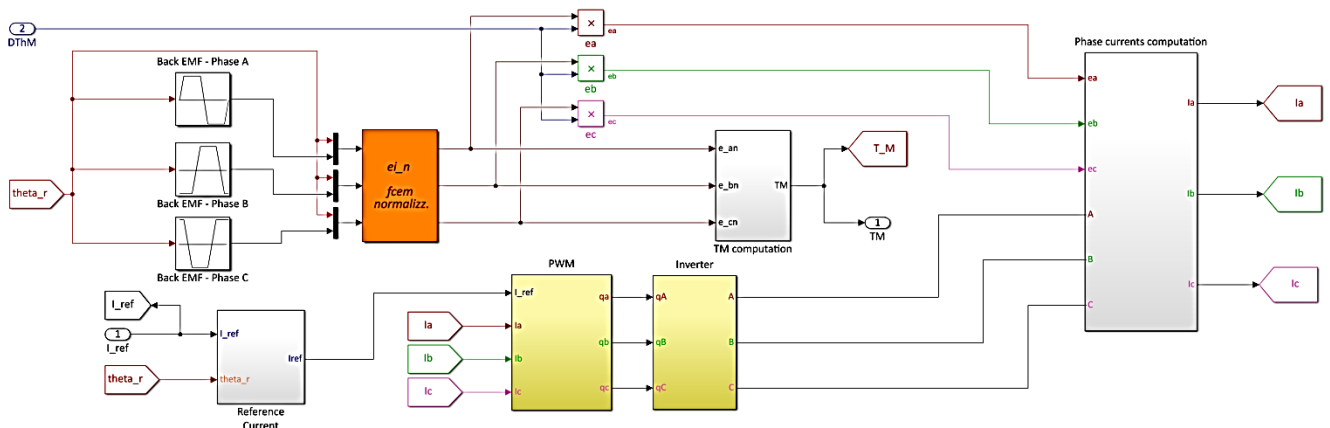 2
DThM
×
ea
ea
Phase currents computation
Back EMF - Phase A
×
eb
eb
ea
Ia
Ia
×
ec
ec
eb
ei_n
fcem
normalizz.
e_an
T_M
Back EMF - Phase B
ec
theta_r
e_bn
TM
Ib
Ib
A
e_cn
1
TM
TM computation
B
Back EMF - Phase C
PWM
Inverter
Ic
Ic
I_ref
I_ref
qa
qA
A
C
1
I_ref
I_ref
Iref
Ia
Ia
Ib
Ib
qb
qB
B
theta_r
theta_r
Ic
Ic
qc
qC
C
Reference
Current